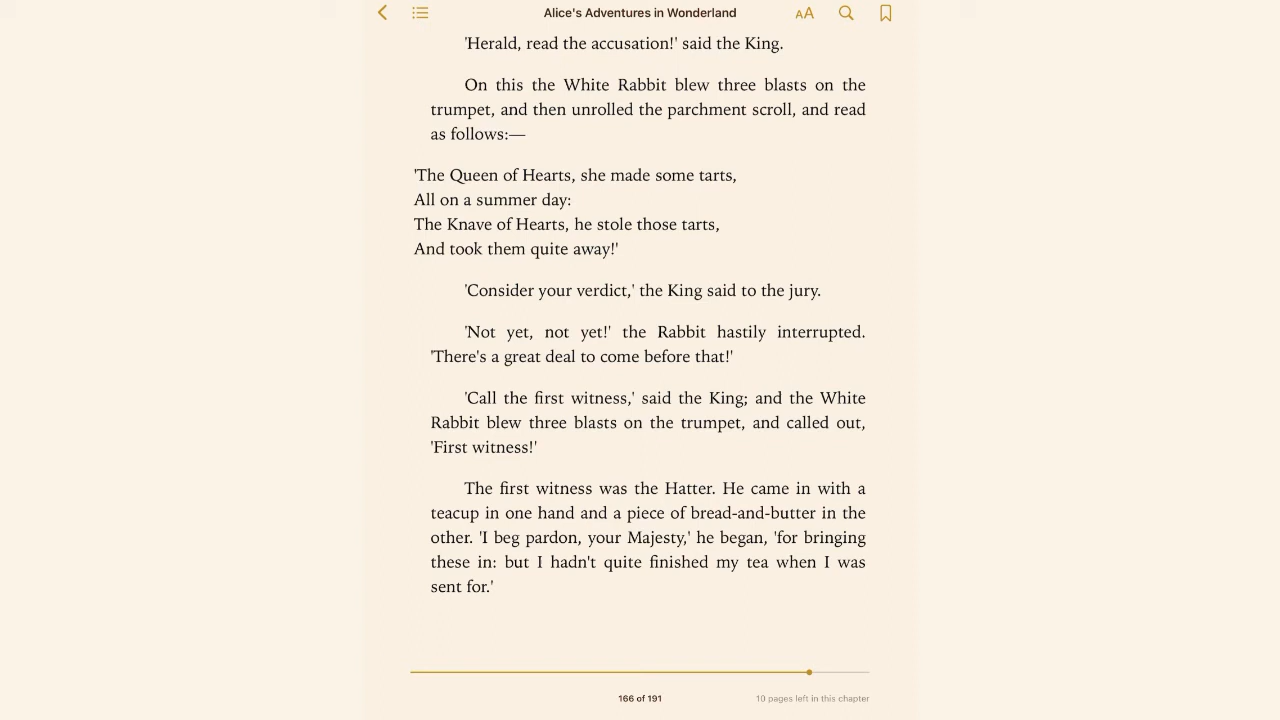 Alice's Adventures in Wonderland
AA
'Herald, read the accusation!' said the King.
On this the White Rabbit blew three blasts on the
trumpet, and then unrolled the parchment scroll, and read
as follows:—
'The Queen of Hearts, she made some tarts,
All on a summer day:
The Knave of Hearts, he stole those tarts,
And took them quite away!'
'Consider your verdict,' the King said to the jury.
'Not yet, not yet!' the Rabbit hastily interrupted.
'There's a great deal to come before that!'
'Call the first witness,' said the King; and the White
Rabbit blew three blasts on the trumpet, and called out,
'First witness!'
The first witness was the Hatter. He came in with a
teacup in one hand and a piece of bread-and-butter in the
other. 'I beg pardon, your Majesty,' he began, 'for bringing
these in: but I hadn't quite finished my tea when I was
sent for.'
166 of 191
10 pages left in this chapter